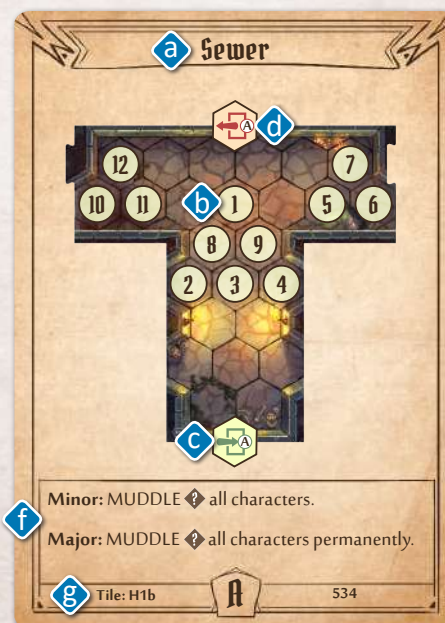 a Sewer
A d
12 7
10 11 b 1 5 6
8 9
2 3 4
c A
Minor: MUDDLE ? all characters.
f
Major: MUDDLE ? all characters permanently.
g Tile: H1b A 534